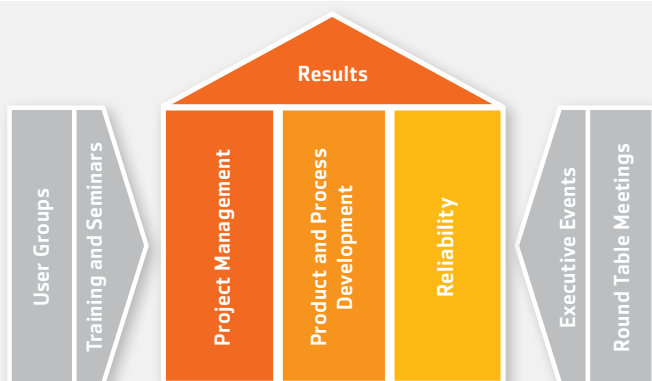 Results
User Groups
Training and Seminars
Project Management
Product and Process
Development
Reliability
Executive Events
Round Table Meetings